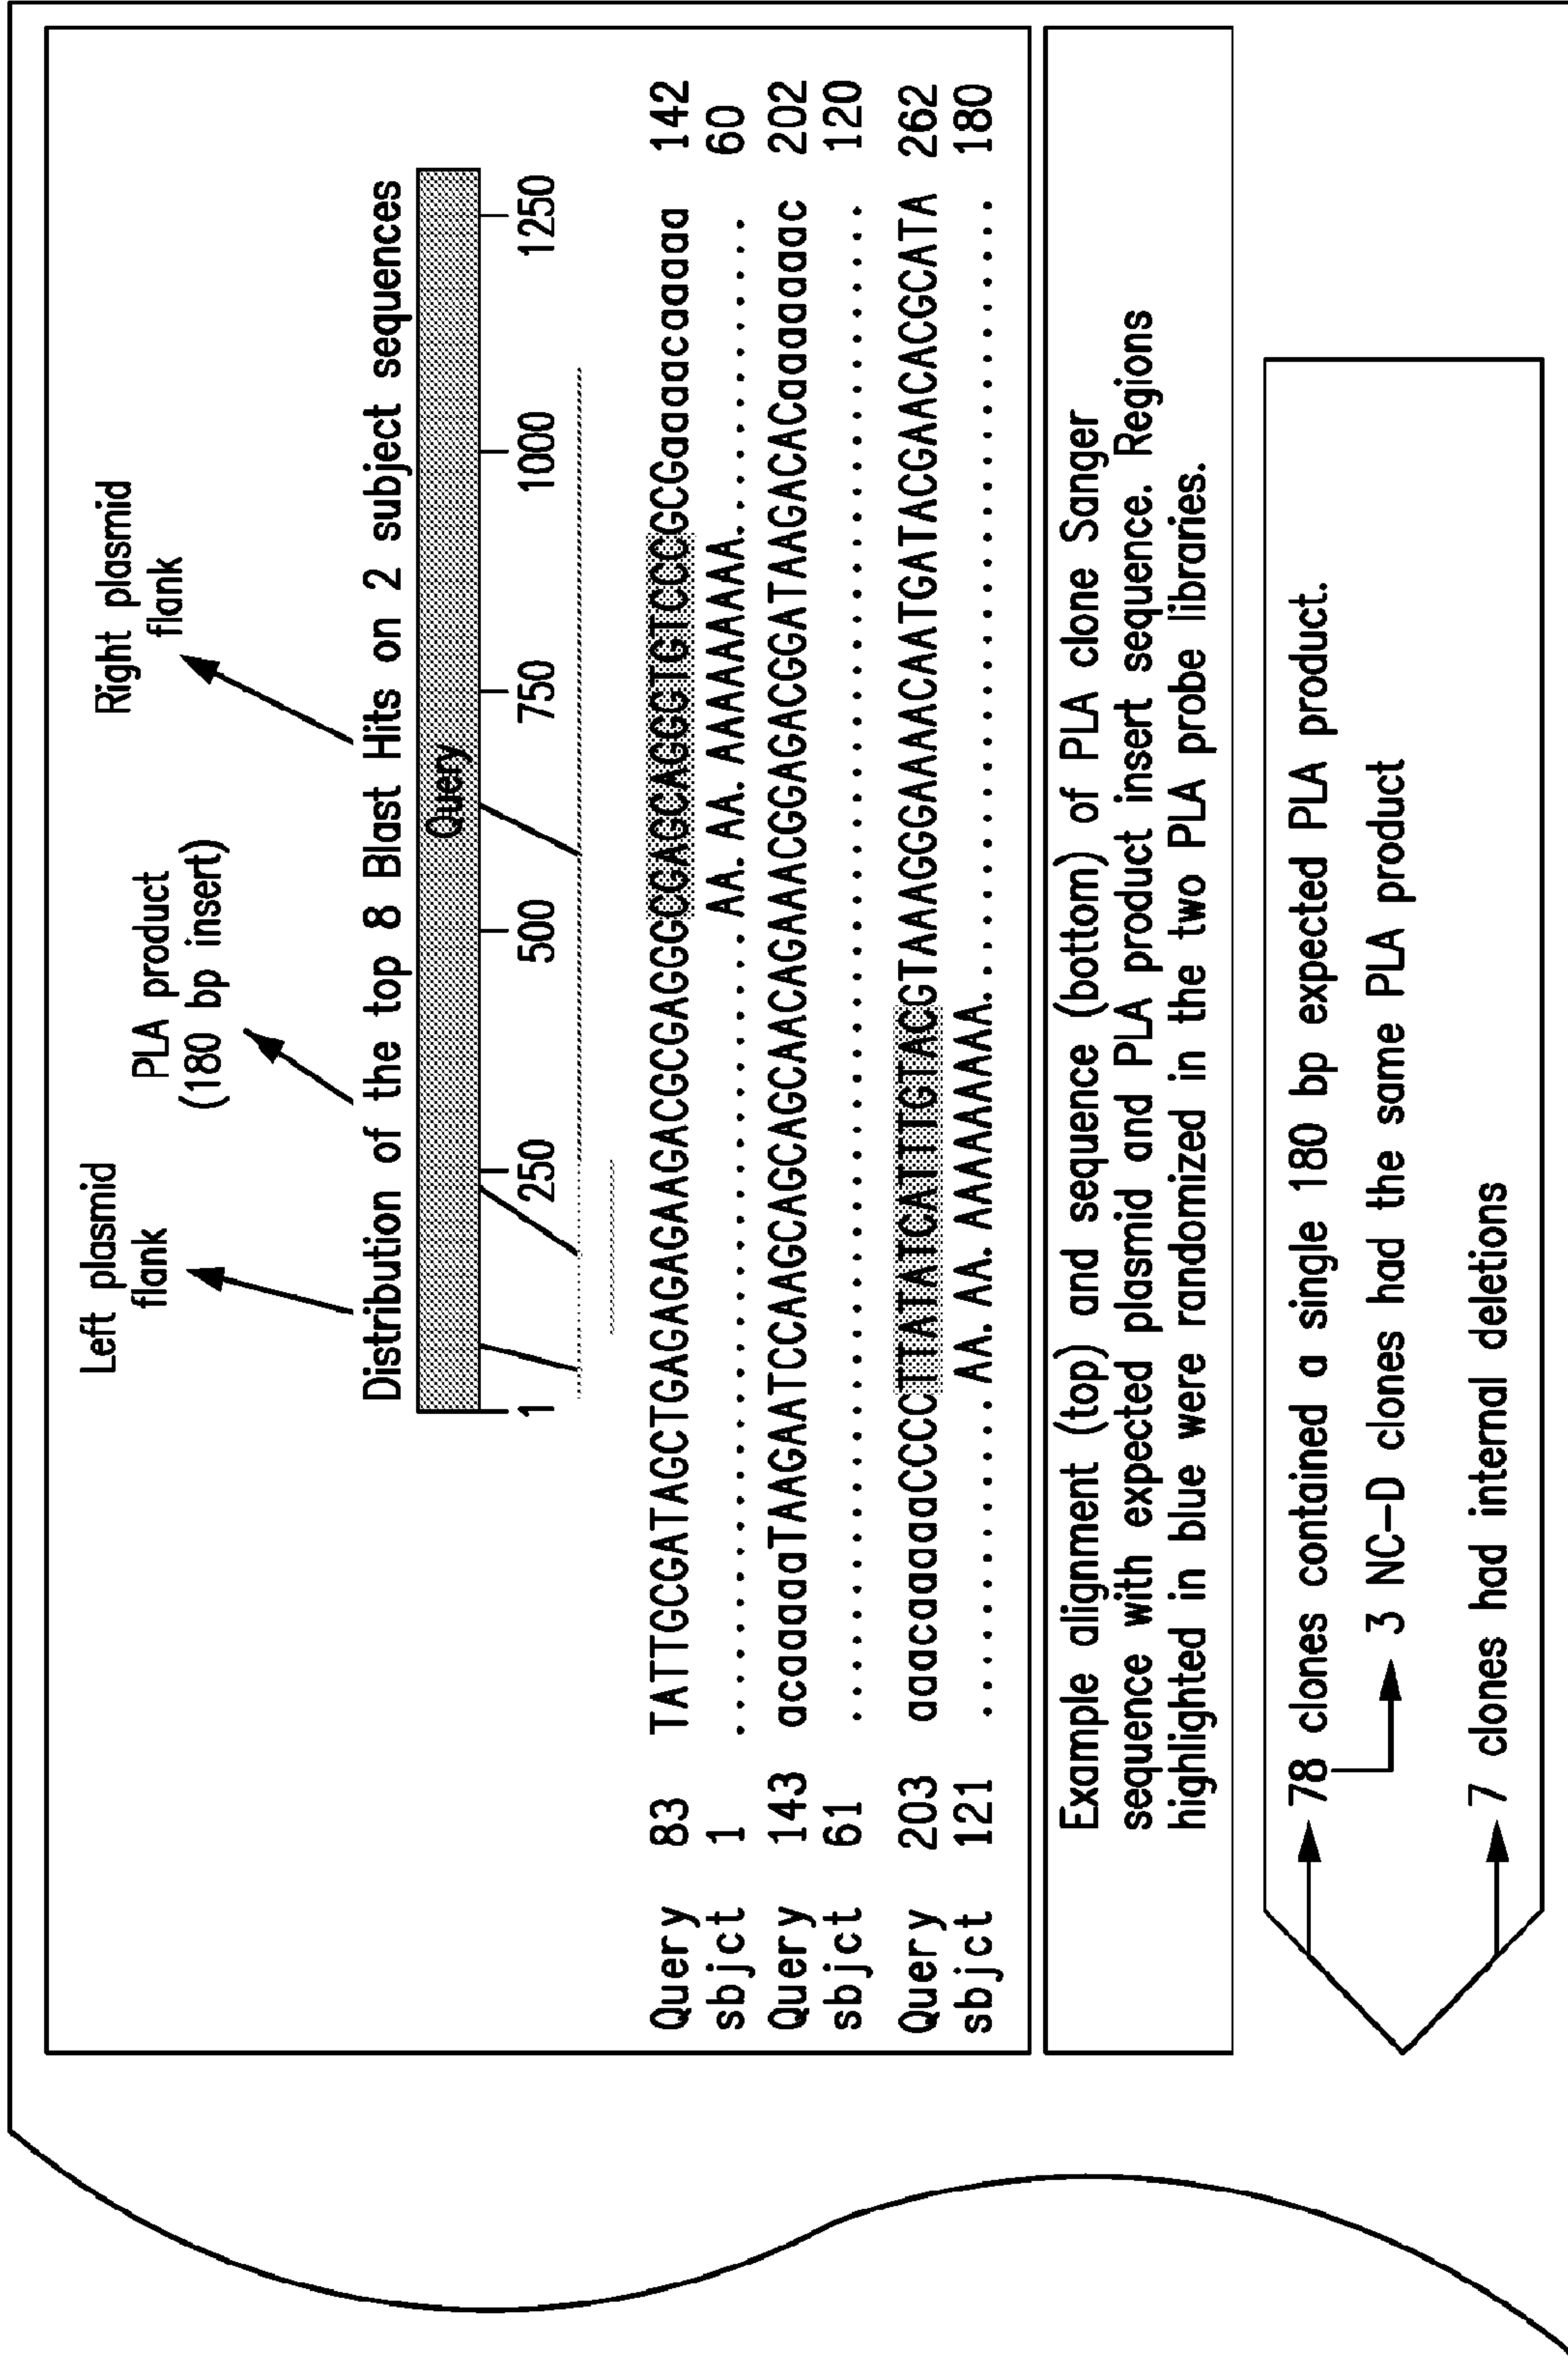 Left plasmid
flank
PLA product
(180 bp insert)
Right plasmid
flank
Distribution of the top 8 Blast Hits on 2 subject sequences
Query
1 250 500 750 1000 1250
Query 83 142
sbjct 1 ................................AA.AA.AAAAAAAAA............. 60
Query 143 acaaaaaTAAGAATCCAAGCAGCAGCAACAGAAACGGAGACGGATAAGACACaaaaaaac 202
sbjct 61 ............................................................ 120
Query 203 aaacaaaaaCCCCTTATATCATTTGTACGTAAAGGGAAAACAATGATACGAACACGCATA 262
sbjct 121 .............AA.AA.AAAAAAAAA................................ 180
Example alignment (top) and sequence (bottom) of PLA clone Sanger
sequence with expected plasmid and PLA product insert sequence. Regions
highlighted in blue were randomized in the two PLA probe libraries.
78 clones contained a single 180 bp expected PLA product.
3 NC-D clones had the same PLA product
7 clones had internal deletions